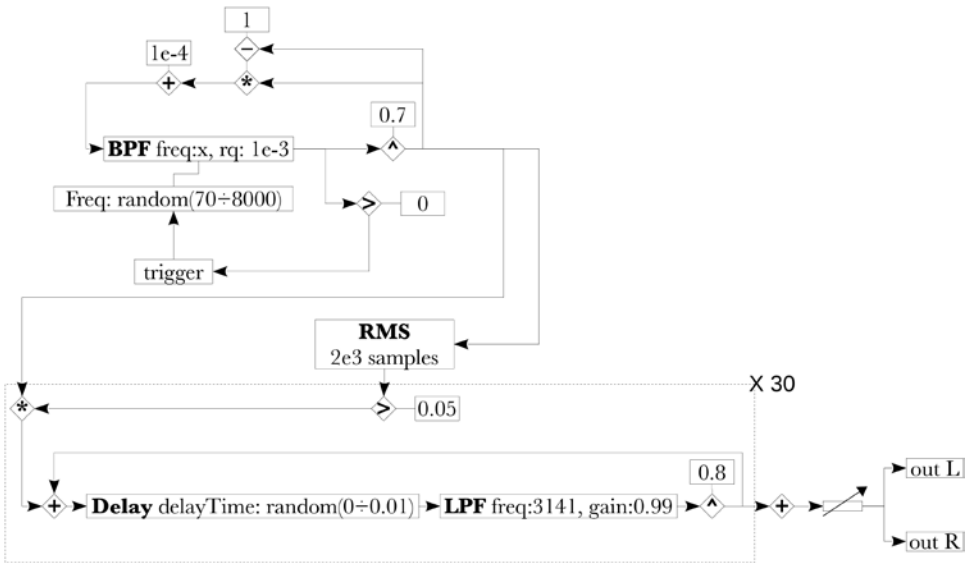 1
−
1e-4
+
*
0.7
BPF freq:x, rq: 1e-3
^
Freq: random(70÷8000)
>
0
trigger
RMS
2e3 samples
X 30
*
>
0.05
0.8
out L
+
Delay delayTime: random(0÷0.01)
LPF freq:3141, gain:0.99
^
+
out R